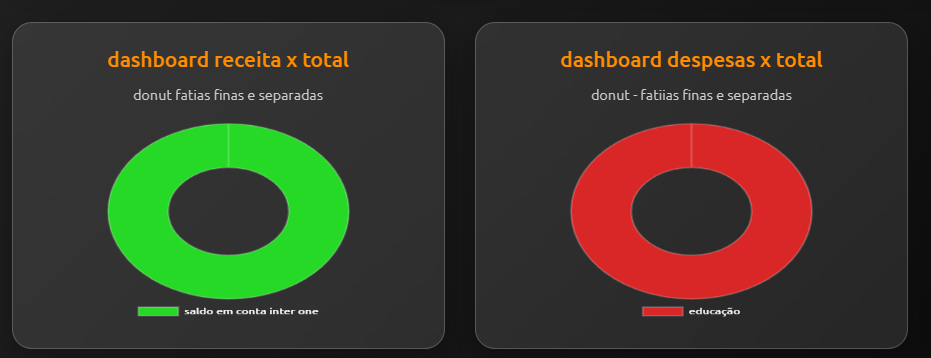 dashboard receita x total
donut fatias finas e separadas
saldo em conta inter one
dashboard despesas x total
donut - fatiias finas e separadas
educação